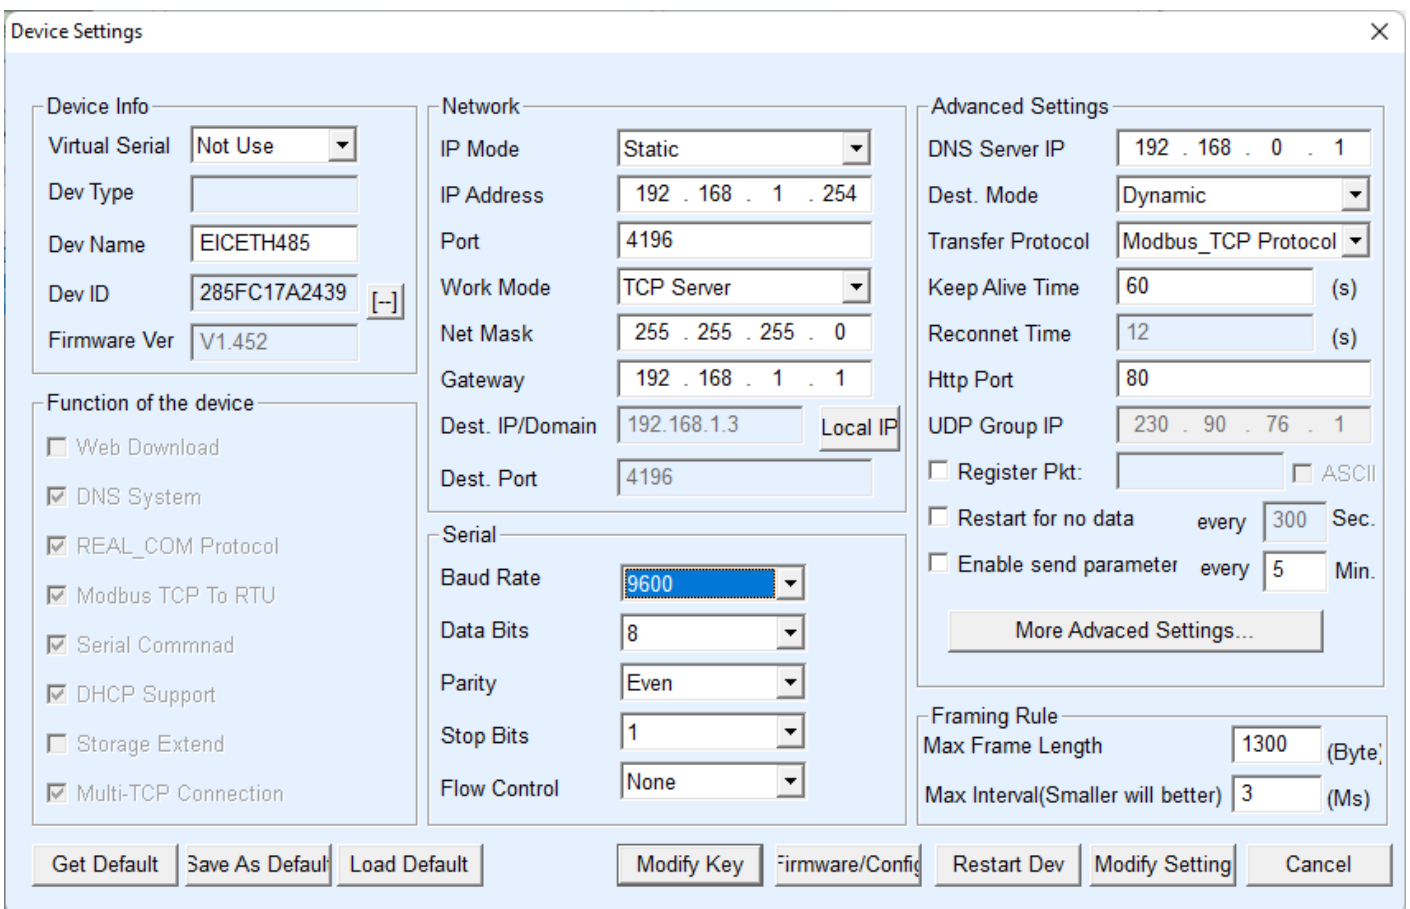 Device Settings
Device Info
Virtual Serial Not Use
Dev Type
Dev Name EICETH485
Dev ID 285FC17A2439 [--]
Firmware Ver V1.452
Function of the device
Web Download
DNS System
REAL_COM Protocol
Modbus TCP To RTU
Serial Commnad
DHCP Support
Storage Extend
Multi-TCP Connection
Network
IP Mode Static
IP Address 192 . 168 . 1 . 254
Port 4196
Work Mode TCP Server
Net Mask 255 . 255 . 255 . 0
Gateway 192 . 168 . 1 . 1
Dest. IP/Domain 192.168.1.3 Local IP
Dest. Port 4196
Serial
Baud Rate 9600
Data Bits 8
Parity Even
Stop Bits 1
Flow Control None
Advanced Settings
DNS Server IP 192 . 168 . 0 . 1
Dest. Mode Dynamic
Transfer Protocol Modbus_TCP Protocol
Keep Alive Time 60 (s)
Reconnet Time 12 (s)
Http Port 80
UDP Group IP 230 . 90 . 76 . 1
Register Pkt: ASCII
Restart for no data every 300 Sec.
Enable send parameter every 5 Min.
More Advaced Settings...
Framing Rule
Max Frame Length 1300 (Byte)
Max Interval(Smaller will better) 3 (Ms)
Get Default Save As Default Load Default Modify Key Firmware/Config Restart Dev Modify Setting Cancel